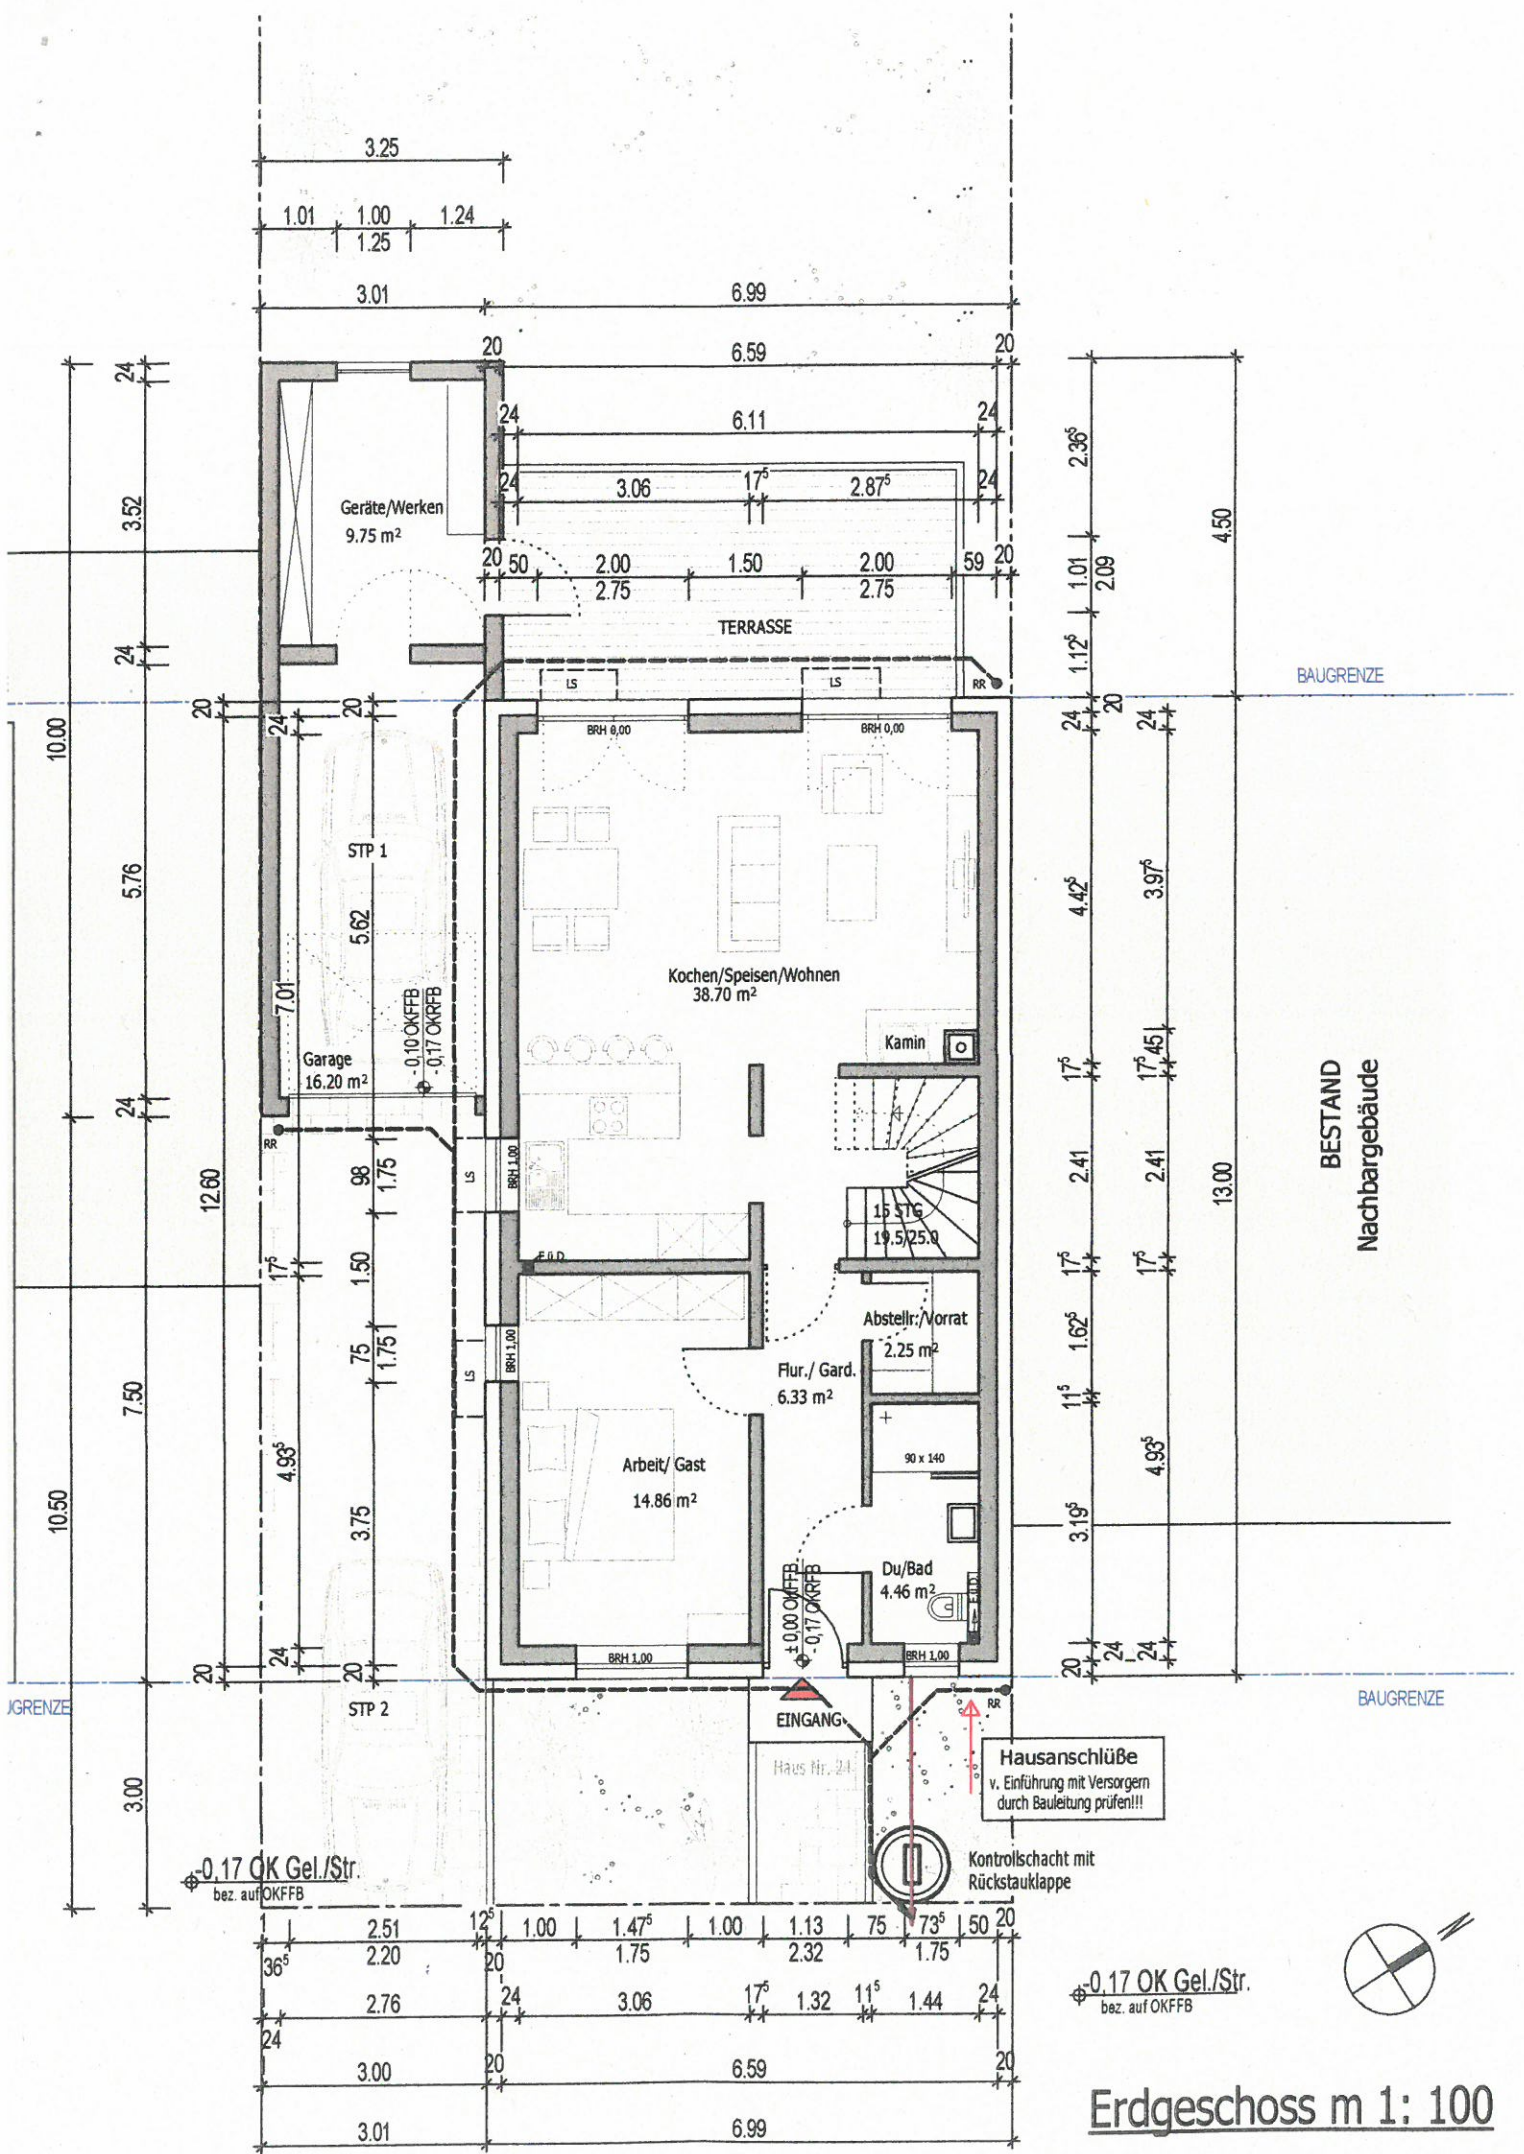 3.25
1.01 1.00 1.24
1.25
3.01 6.99
20 6.59 20
24 6.11 24
24 3.06 17⁵ 2.87⁵ 24
20 50 2.00 1.50 2.00 59 20
2.75 2.75
TERRASSE
Geräte/Werken
9.75 m²
24
3.52
24
5.76
24
7.50
3.00
10.00
10.50
20
12.60
20
24
7.01
17⁵
4.93⁵
24
20
5.62
98
1.75
1.50
75
1.75
3.75
20
2.36⁵
1.01
2.09
1.12⁵
20
24
4.42⁵
17⁵
2.41
17⁵
1.62⁵
11⁵
3.19⁵
24
20
24
3.97⁵
45
17⁵
2.41
17⁵
4.93⁵
24
4.50
13.00
BAUGRENZE
LS
LS
RR
BRH 0,00
BRH 0,00
STP 1
Kochen/Speisen/Wohnen
38.70 m²
- 0,10 OKFFB
- 0,17 OKRFB
Garage
16.20 m²
Kamin
RR
LS
BRH 1.00
15 STG
19.5/25.0
E.0.D.
BESTAND
Nachbargebäude
Abstellr./Vorrat
2.25 m²
LS
BRH 1,00
Flur./ Gard.
6.33 m²
90 x 140
Arbeit/ Gast
14.86 m²
Du/Bad
4.46 m²
E.0.D.
± 0,00 OKFFB
- 0,17 OKRFB
BRH 1,00
BRH 1,00
JGRENZE
BAUGRENZE
STP 2
EINGANG
RR
Haus Nr. 24
Hausanschlüße
v. Einführung mit Versorgern
durch Bauleitung prüfen!!!
Kontrollschacht mit
Rückstauklappe
-0,17 OK Gel./Str.
bez. auf OKFFB
2.51 12⁵ 1.00 1.47⁵ 1.00 1.13 75 73⁵ 50 20
36⁵ 2.20 20 1.75 2.32 1.75
2.76 24 3.06 17⁵ 1.32 11⁵ 1.44 24
24
3.00 20 6.59 20
3.01 6.99
-0,17 OK Gel./Str.
bez. auf OKFFB
N
Erdgeschoss m 1: 100